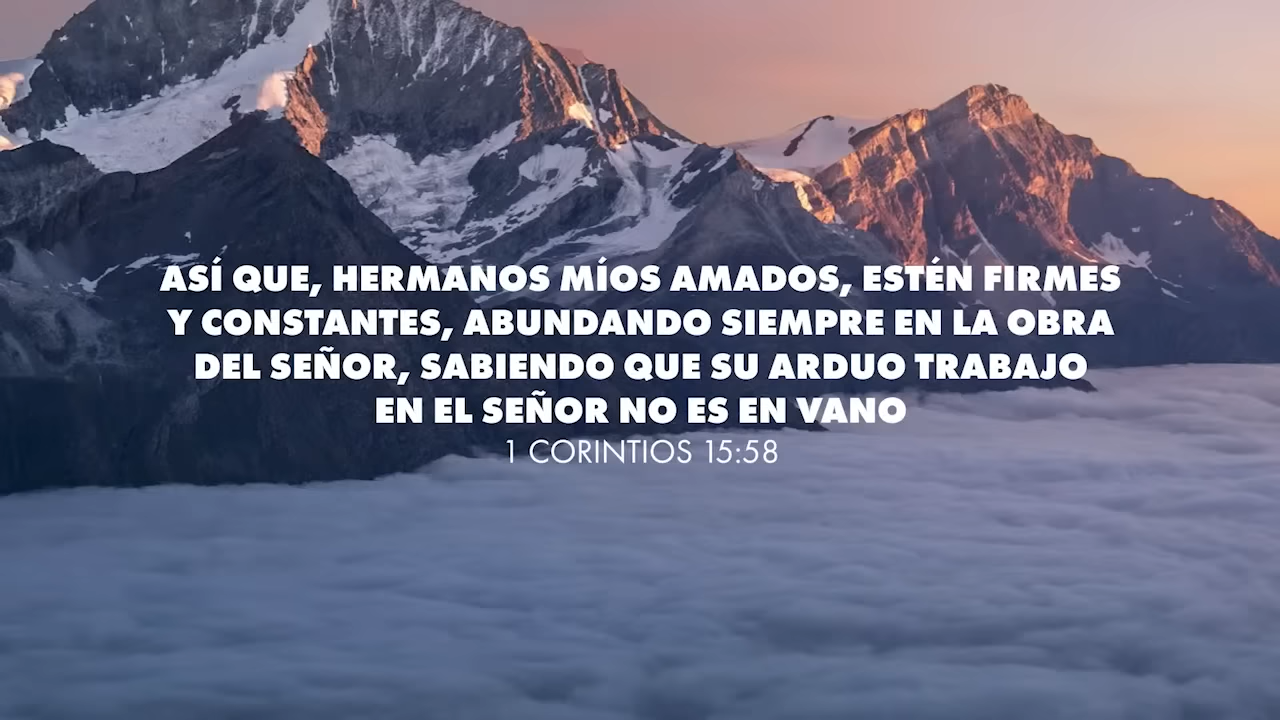 ASÍ QUE, HERMANOS MÍOS AMADOS, ESTÉN FIRMES
Y CONSTANTES, ABUNDANDO SIEMPRE EN LA OBRA
DEL SEÑOR, SABIENDO QUE SU ARDUO TRABAJO
EN EL SEÑOR NO ES EN VANO
1 CORINTIOS 15:58